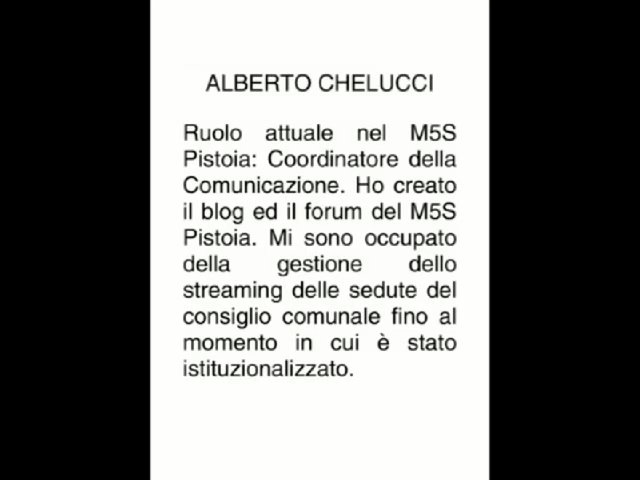 ALBERTO CHELUCCI
Ruolo attuale nel M5S
Pistoia: Coordinatore della
Comunicazione. Ho creato
il blog ed il forum del M5S
Pistoia. Mi sono occupato
della gestione dello
streaming delle sedute del
consiglio comunale fino al
momento in cui è stato
istituzionalizzato.